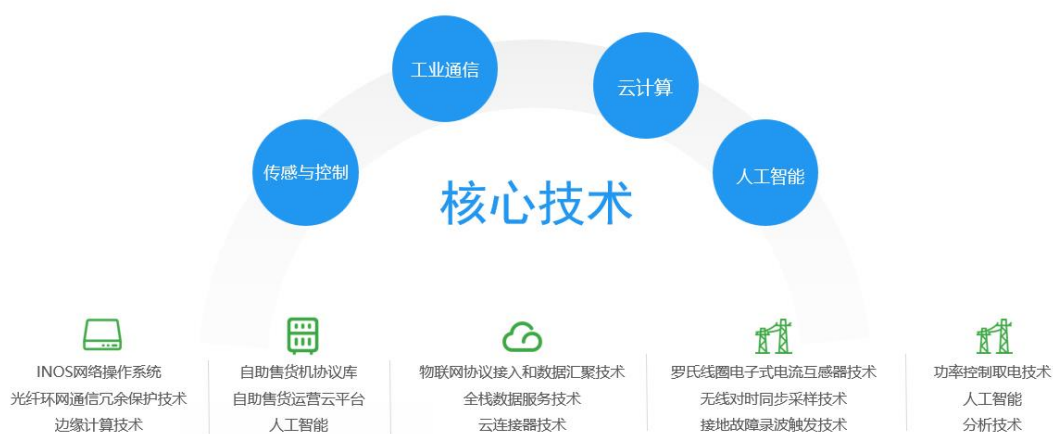 工业通信
云计算
传感与控制
人工智能
核心技术
INOS网络操作系统
光纤环网通信冗余保护技术
边缘计算技术
自助售货机协议库
自助售货运营云平台
人工智能
物联网协议接入和数据汇聚技术
全栈数据服务技术
云连接器技术
罗氏线圈电子式电流互感器技术
无线对时同步采样技术
接地故障录波触发技术
功率控制取电技术
人工智能
分析技术